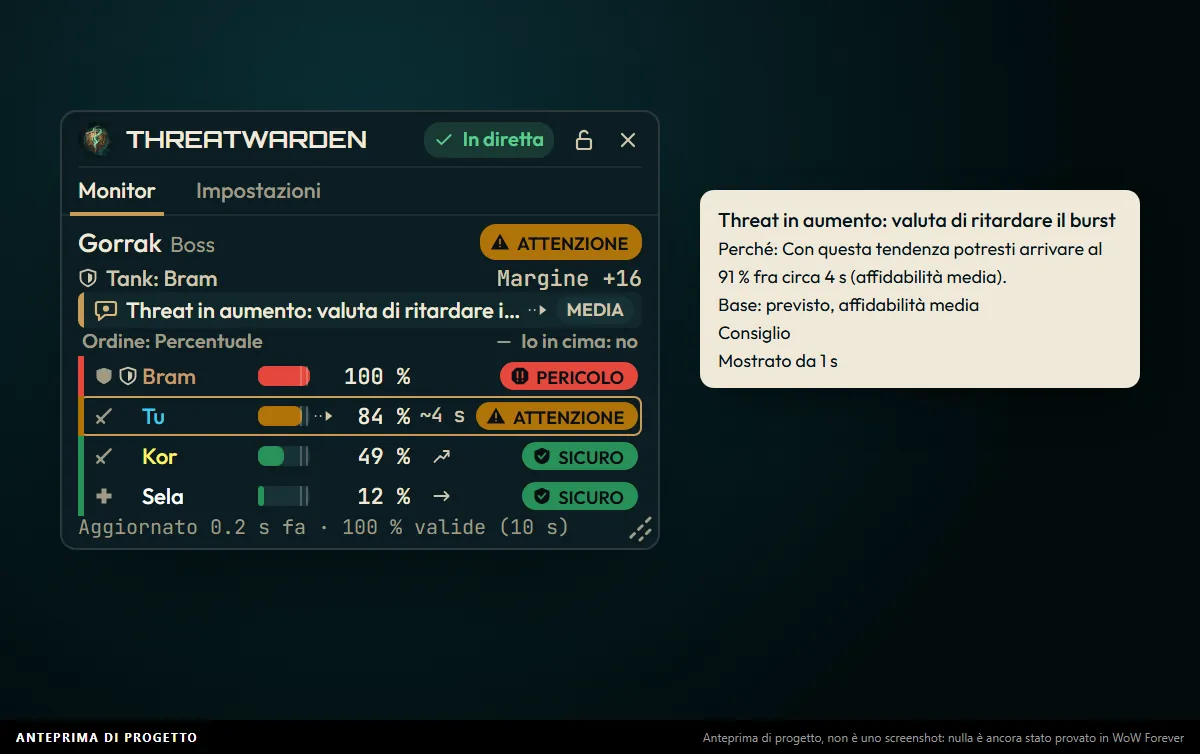 THREATWARDEN
In diretta
Monitor
Impostazioni
Gorrak Boss
ATTENZIONE
Tank: Bram
Margine +16
Threat in aumento: valuta di ritardare i...
MEDIA
Ordine: Percentuale
— Io in cima: no
Bram 100 % PERICOLO
Tu 84 % ~4 s ATTENZIONE
Kor 49 % SICURO
Sela 12 % SICURO
Aggiornato 0.2 s fa · 100 % valide (10 s)
Threat in aumento: valuta di ritardare il burst
Perché: Con questa tendenza potresti arrivare al
91 % fra circa 4 s (affidabilità media).
Base: previsto, affidabilità media
Consiglio
Mostrato da 1 s
ANTEPRIMA DI PROGETTO
Anteprima di progetto, non è uno screenshot: nulla è ancora stato provato in WoW Forever